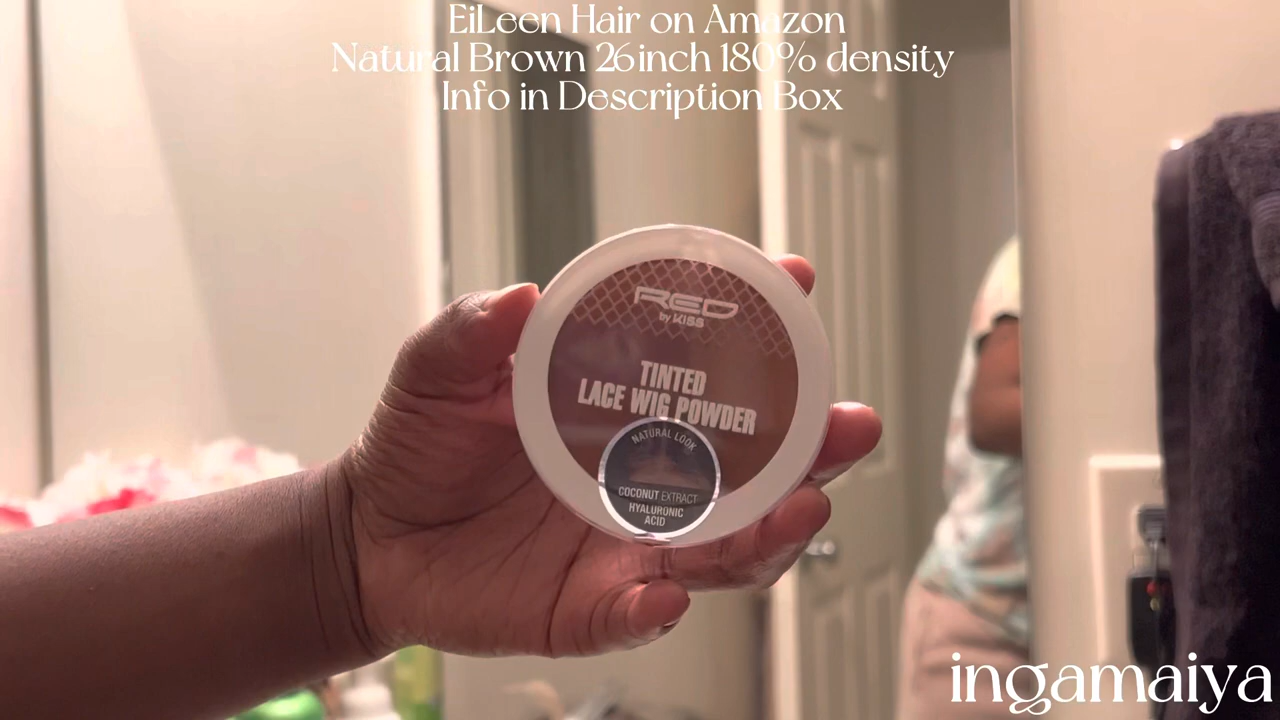 EiLeen Hair on Amazon
Natural Brown 26inch 180% density
Info in Description Box
RED
by KISS
TINTED
LACE WIG POWDER
NATURAL LOOK
COCONUT EXTRACT
HYALURONIC
ACID
ingamaiya